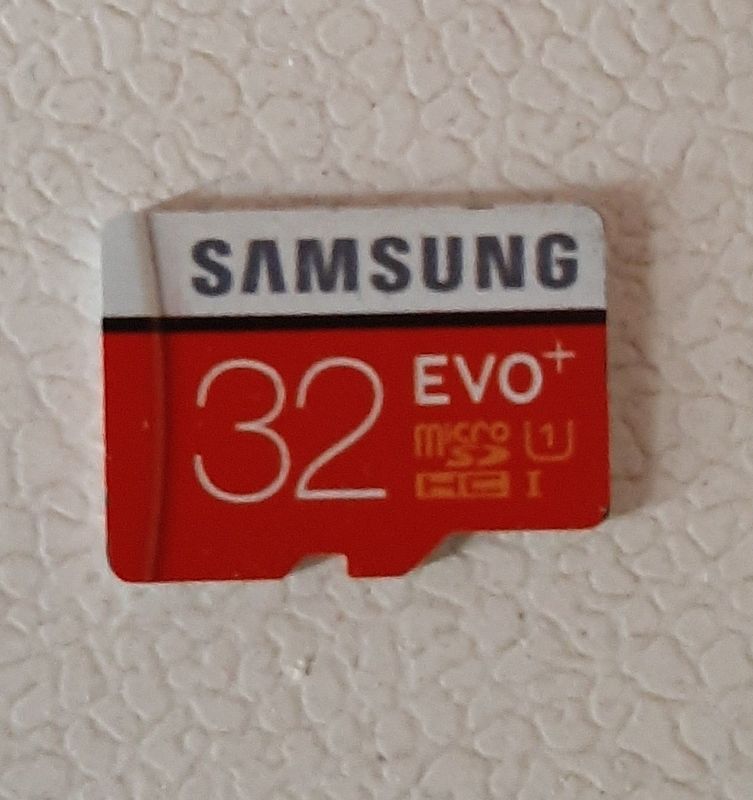 SAMSUNG
32
EVO+
micro SD
HC I
U1